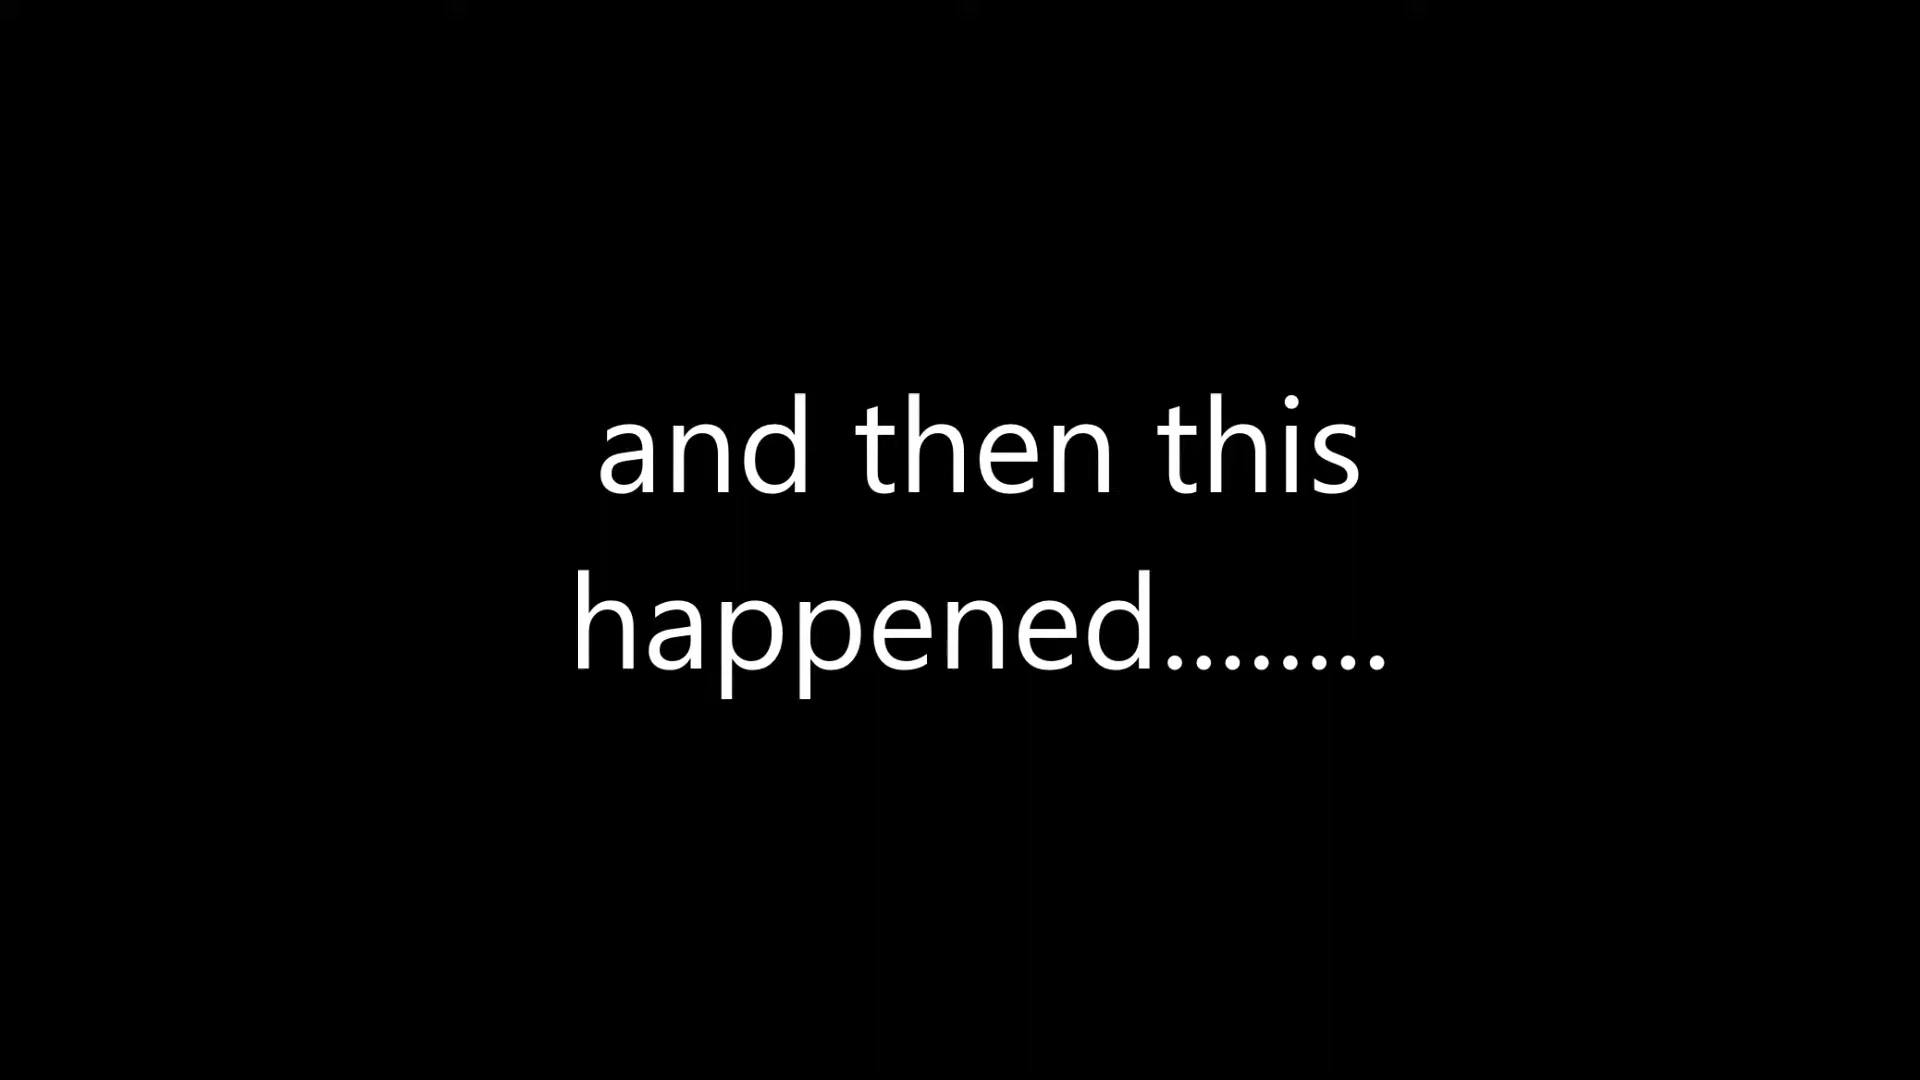 and then this
happened........